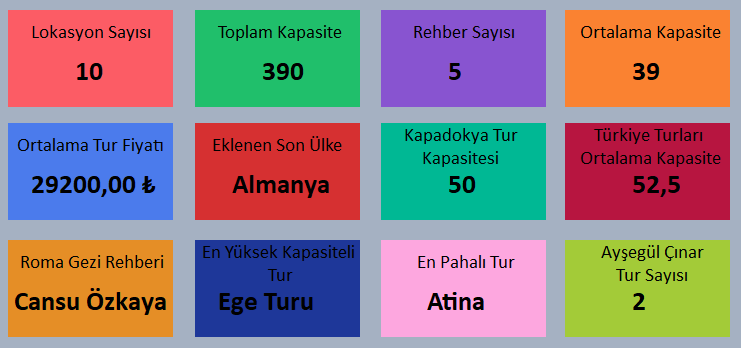 Lokasyon Sayısı
10
Toplam Kapasite
390
Rehber Sayısı
5
Ortalama Kapasite
39
Ortalama Tur Fiyatı
29200,00 ₺
Eklenen Son Ülke
Almanya
Kapadokya Tur
Kapasitesi
50
Türkiye Turları
Ortalama Kapasite
52,5
Roma Gezi Rehberi
Cansu Özkaya
En Yüksek Kapasiteli
Tur
Ege Turu
En Pahalı Tur
Atina
Ayşegül Çınar
Tur Sayısı
2